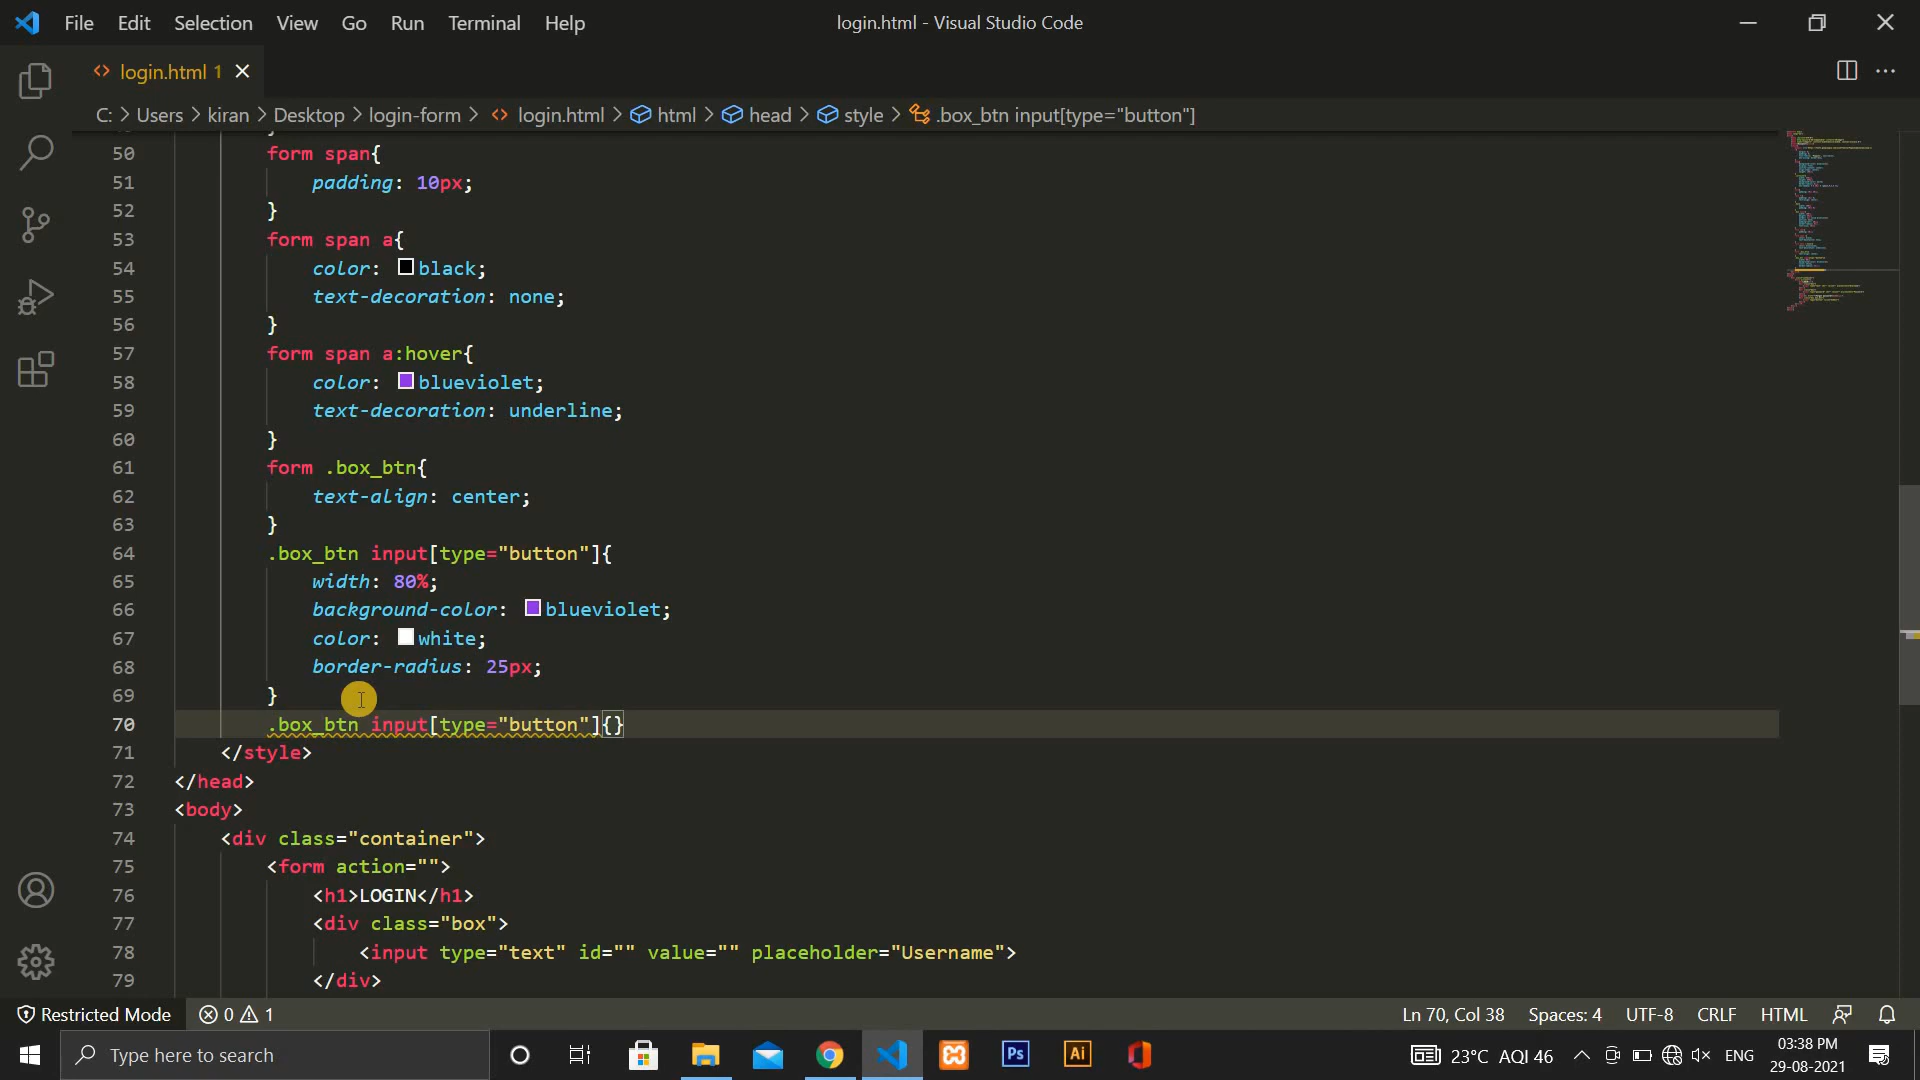 File Edit Selection View Go Run Terminal Help login.html - Visual Studio Code
login.html 1
C: > Users > kiran > Desktop > login-form > login.html > html > head > style > .box_btn input[type="button"]
50 form span{
51 padding: 10px;
52 }
53 form span a{
54 color: black;
55 text-decoration: none;
56 }
57 form span a:hover{
58 color: blueviolet;
59 text-decoration: underline;
60 }
61 form .box_btn{
62 text-align: center;
63 }
64 .box_btn input[type="button"]{
65 width: 80%;
66 background-color: blueviolet;
67 color: white;
68 border-radius: 25px;
69 }
70 .box_btn input[type="button"]{}
71 </style>
72 </head>
73 <body>
74 <div class="container">
75 <form action="">
76 <h1>LOGIN</h1>
77 <div class="box">
78 <input type="text" id="" value="" placeholder="Username">
79 </div>
Restricted Mode 0 1 Ln 70, Col 38 Spaces: 4 UTF-8 CRLF HTML
Type here to search Ps Ai 23°C AQI 46 ENG 03:38 PM
29-08-2021